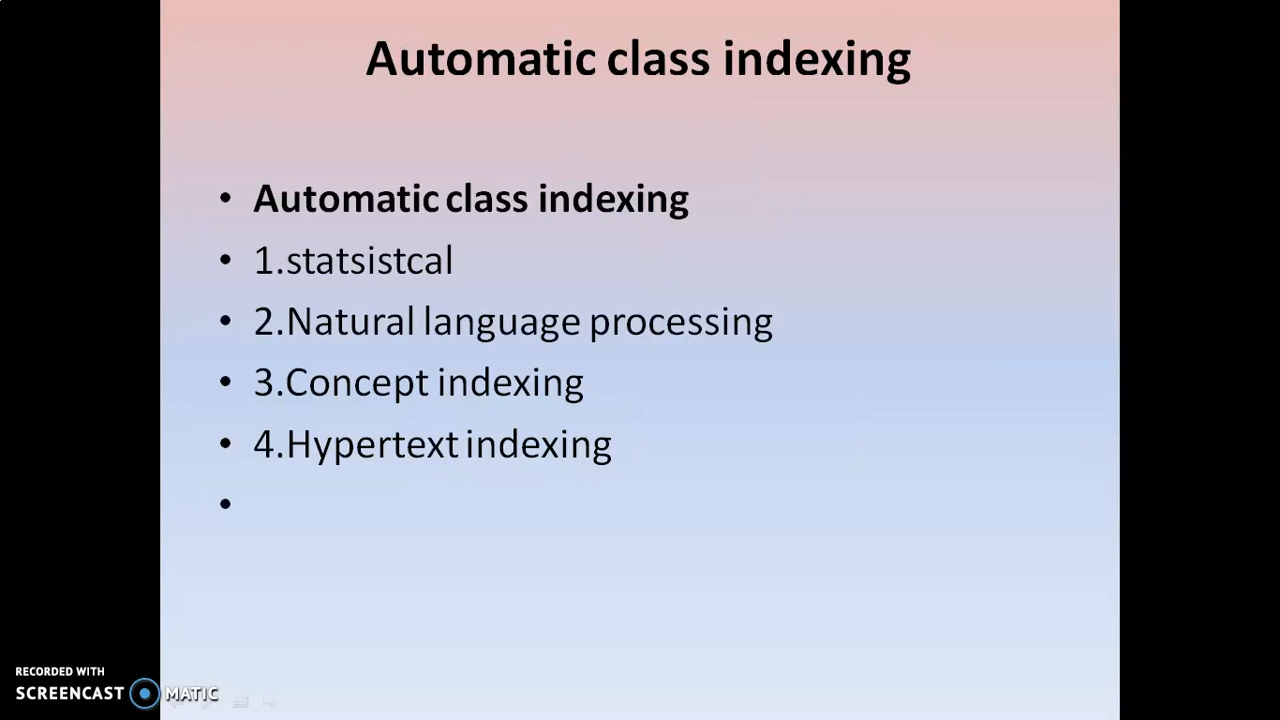 Automatic class indexing
• Automatic class indexing
• 1.statsistcal
• 2.Natural language processing
• 3.Concept indexing
• 4.Hypertext indexing
•
RECORDED WITH
SCREENCAST MATIC